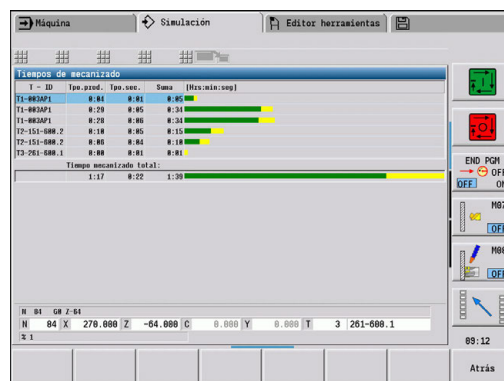 Máquina
Simulación
Editor herramientas
Tiempos de mecanizado
T - ID Tpo.prod. Tpo.sec. Suma [Hrs:min:seg]
T1-003AP1 0:04 0:01 0:05
T1-003AP1 0:29 0:05 0:34
T1-003AP1 0:28 0:06 0:34
T2-151-600.2 0:10 0:05 0:15
T2-151-600.2 0:06 0:04 0:10
T3-261-600.1 0:00 0:01 0:01
Timnpo mecanizado total:
1:17 0:22 1:39
END PGM
OFF
OFF ON
M07
OFF
M08
OFF
N 84 G0 Z-64
N 84 X 270.000 Z -64.000 C 0.000 Y 0.000 T 3 261-600.1
% 1
09:12
Atrás